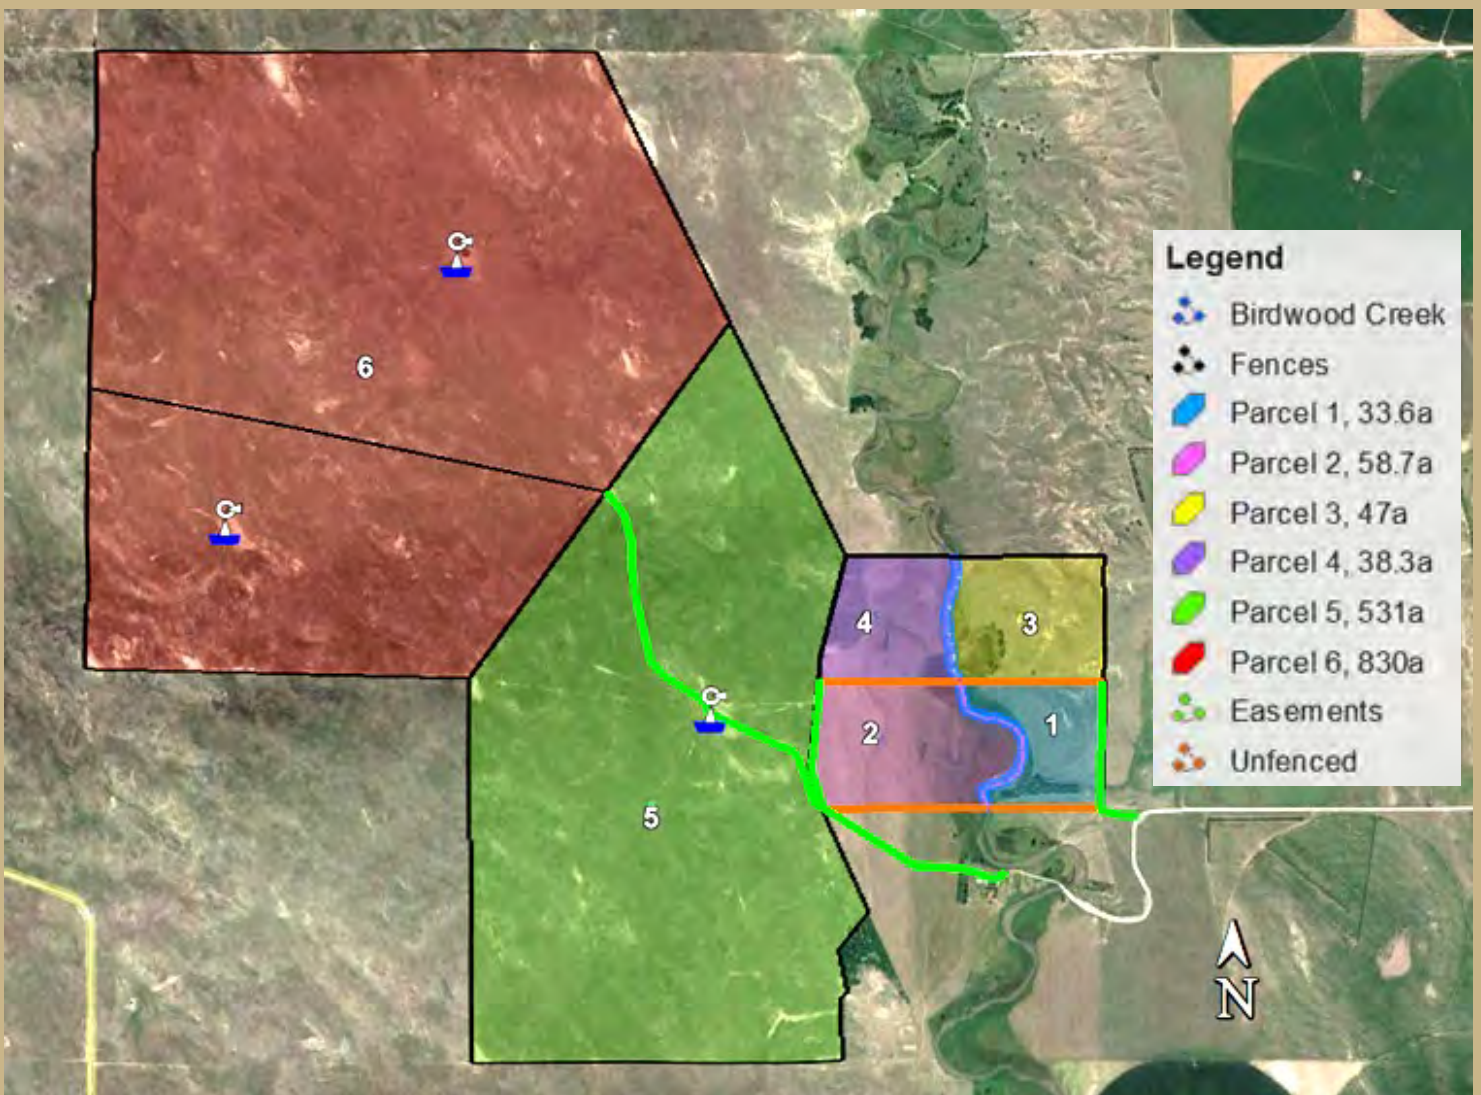 6
4
3
2
1
5
Legend
Birdwood Creek
Fences
Parcel 1, 33.6a
Parcel 2, 58.7a
Parcel 3, 47a
Parcel 4, 38.3a
Parcel 5, 531a
Parcel 6, 830a
Easements
Unfenced
N